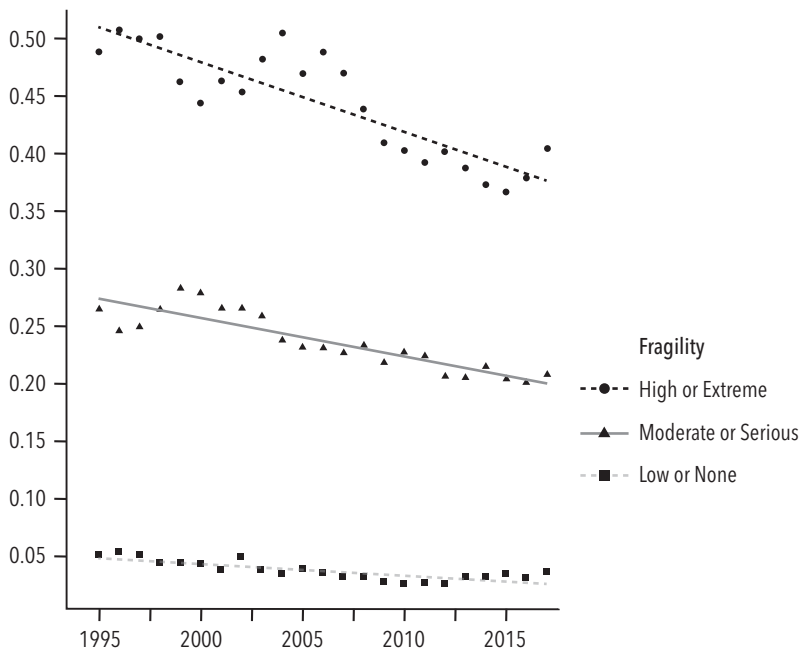 0.50
0.45
0.40
0.35
0.30
0.25
0.20
0.15
0.10
0.05
1995 2000 2005 2010 2015
Fragility
High or Extreme
Moderate or Serious
Low or None